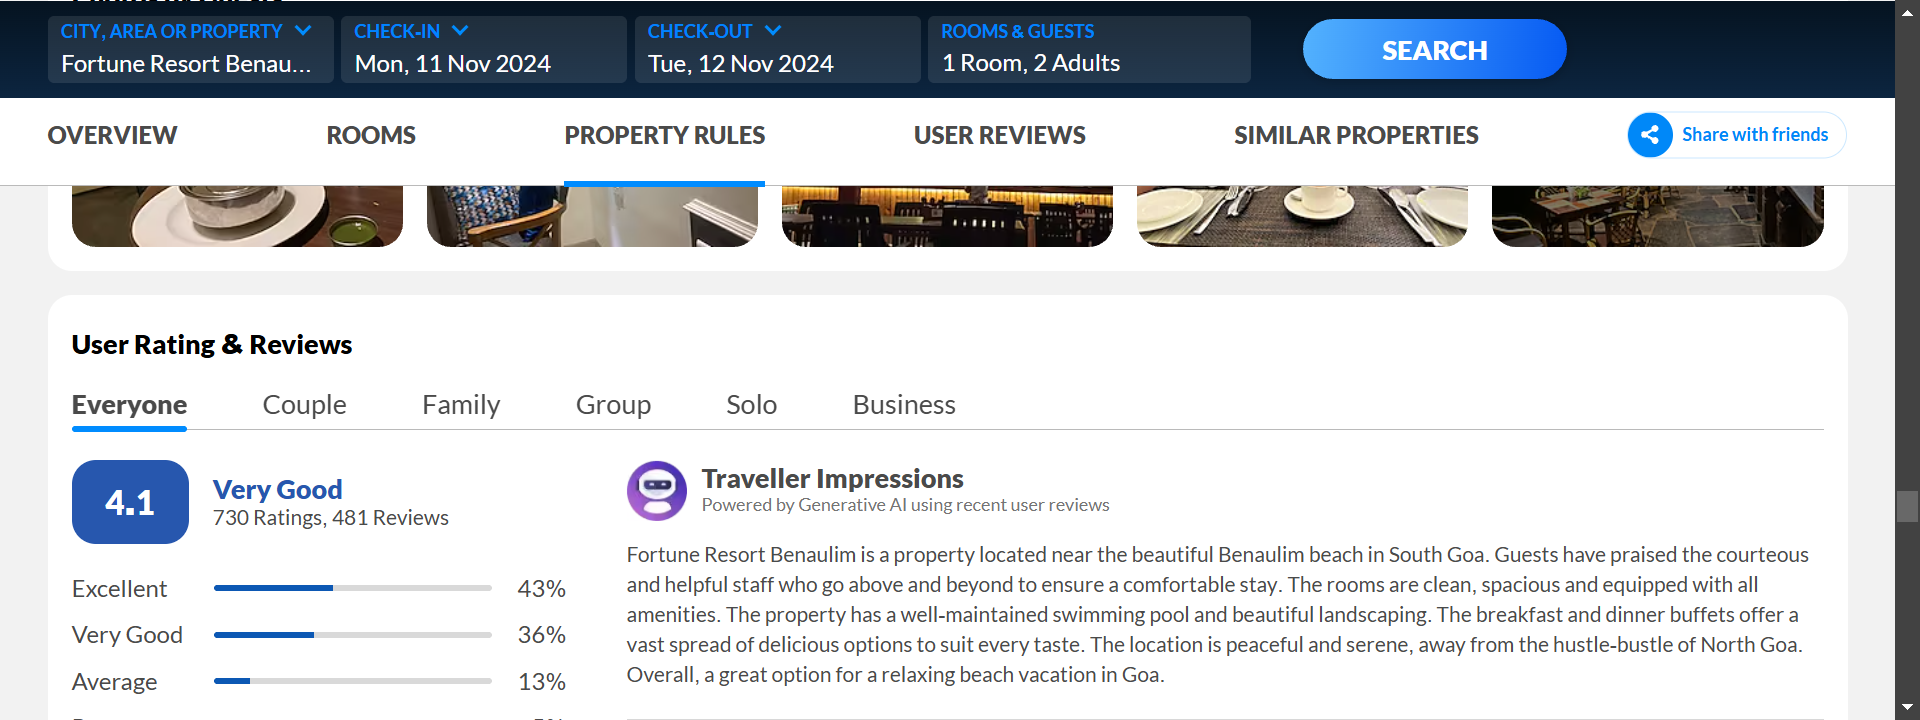 CITY, AREA OR PROPERTY
Fortune Resort Benau...
CHECK-IN
Mon, 11 Nov 2024
CHECK-OUT
Tue, 12 Nov 2024
ROOMS & GUESTS
1 Room, 2 Adults
SEARCH
OVERVIEW
ROOMS
PROPERTY RULES
USER REVIEWS
SIMILAR PROPERTIES
Share with friends
User Rating & Reviews
Everyone
Couple
Family
Group
Solo
Business
4.1
Very Good
730 Ratings, 481 Reviews
Excellent
43%
Very Good
36%
Average
13%
Traveller Impressions
Powered by Generative AI using recent user reviews
Fortune Resort Benaulim is a property located near the beautiful Benaulim beach in South Goa. Guests have praised the courteous
and helpful staff who go above and beyond to ensure a comfortable stay. The rooms are clean, spacious and equipped with all
amenities. The property has a well-maintained swimming pool and beautiful landscaping. The breakfast and dinner buffets offer a
vast spread of delicious options to suit every taste. The location is peaceful and serene, away from the hustle-bustle of North Goa.
Overall, a great option for a relaxing beach vacation in Goa.